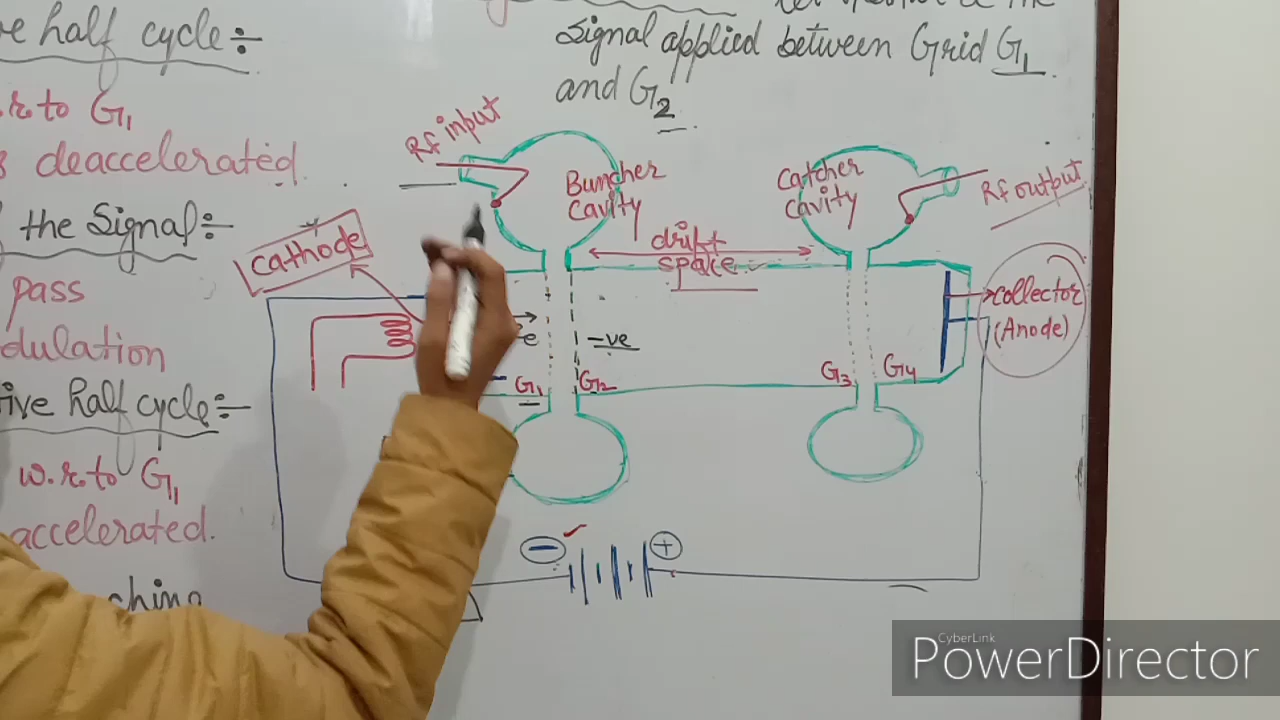 ve half cycle:-
w.r.to G1
s deaccelerated.
the Signal:-
pass
dulation
ive half cycle:-
w.r.to G1
accelerated.
ching
Signal applied between Grid G1
and G2
Rf input
Buncher
Cavity
Catcher
Cavity
Rf output
cathode
drift
space
collector
(Anode)
e
-ve
G1
G2
G3
G4
−
+
CyberLink
PowerDirector